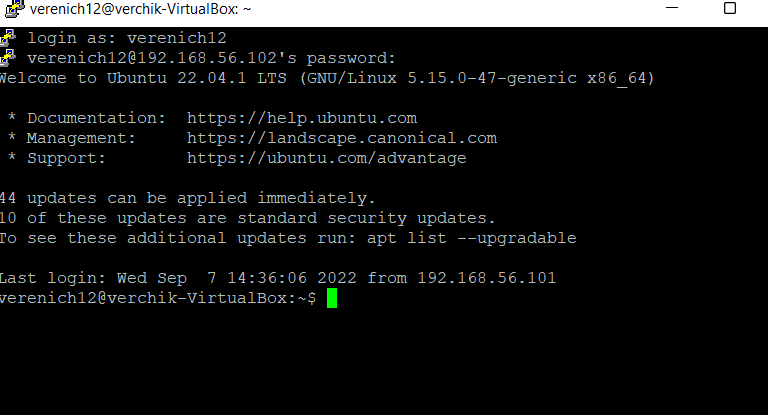 verenich12@verchik-VirtualBox: ~
login as: verenich12
verenich12@192.168.56.102's password:
Welcome to Ubuntu 22.04.1 LTS (GNU/Linux 5.15.0-47-generic x86_64)
* Documentation:  https://help.ubuntu.com
* Management:     https://landscape.canonical.com
* Support:        https://ubuntu.com/advantage
44 updates can be applied immediately.
10 of these updates are standard security updates.
To see these additional updates run: apt list --upgradable
Last login: Wed Sep  7 14:36:06 2022 from 192.168.56.101
verenich12@verchik-VirtualBox:~$